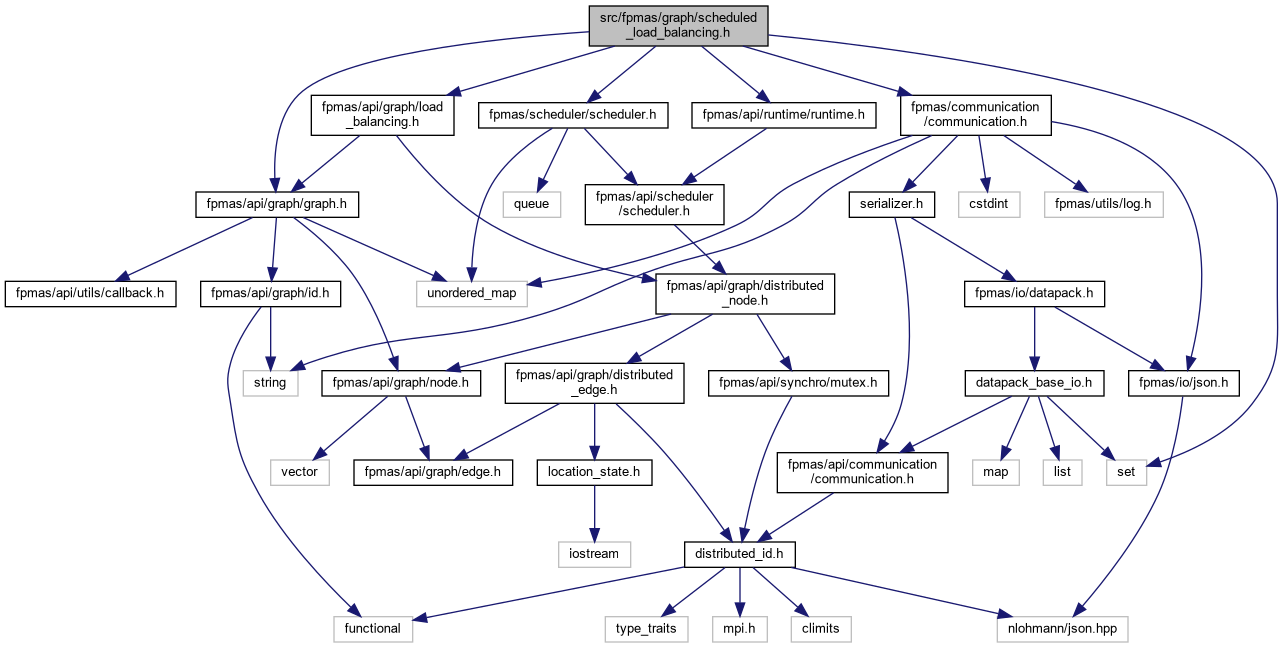 src/fpmas/graph/scheduled
_load_balancing.h
fpmas/api/graph/load
_balancing.h
fpmas/scheduler/scheduler.h
fpmas/api/runtime/runtime.h
fpmas/communication
/communication.h
fpmas/api/graph/graph.h
queue
fpmas/api/scheduler
/scheduler.h
serializer.h
cstdint
fpmas/utils/log.h
fpmas/api/utils/callback.h
fpmas/api/graph/id.h
unordered_map
fpmas/api/graph/distributed
_node.h
fpmas/io/datapack.h
string
fpmas/api/graph/node.h
fpmas/api/graph/distributed
_edge.h
fpmas/api/synchro/mutex.h
datapack_base_io.h
fpmas/io/json.h
vector
fpmas/api/graph/edge.h
location_state.h
fpmas/api/communication
/communication.h
map
list
set
iostream
distributed_id.h
functional
type_traits
mpi.h
climits
nlohmann/json.hpp